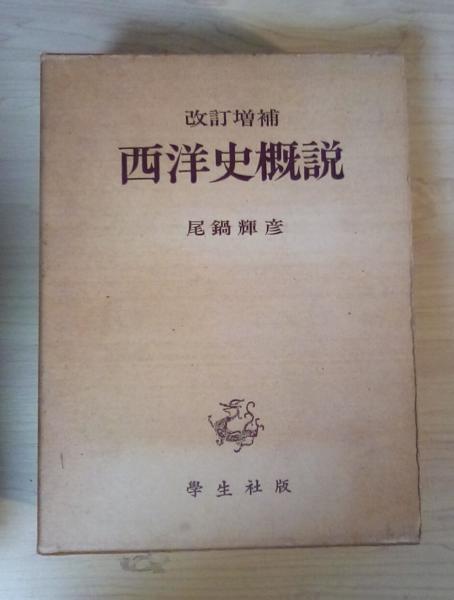 改訂増補
西洋史概説
尾鍋輝彦
學生社版